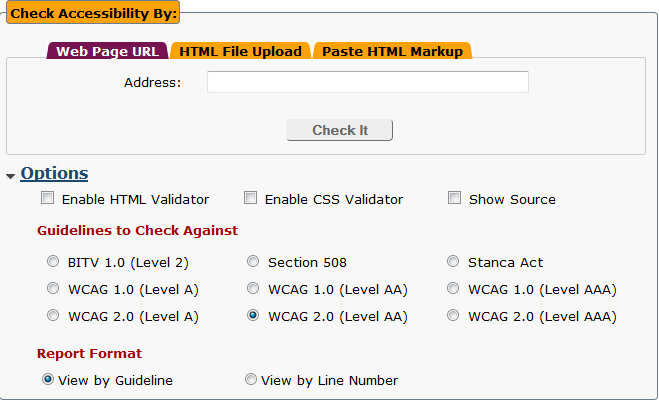 Check Accessibility By:
Web Page URL HTML File Upload Paste HTML Markup
Address:
Check It
Options
Enable HTML Validator Enable CSS Validator Show Source
Guidelines to Check Against
BITV 1.0 (Level 2) Section 508 Stanca Act
WCAG 1.0 (Level A) WCAG 1.0 (Level AA) WCAG 1.0 (Level AAA)
WCAG 2.0 (Level A) WCAG 2.0 (Level AA) WCAG 2.0 (Level AAA)
Report Format
View by Guideline View by Line Number